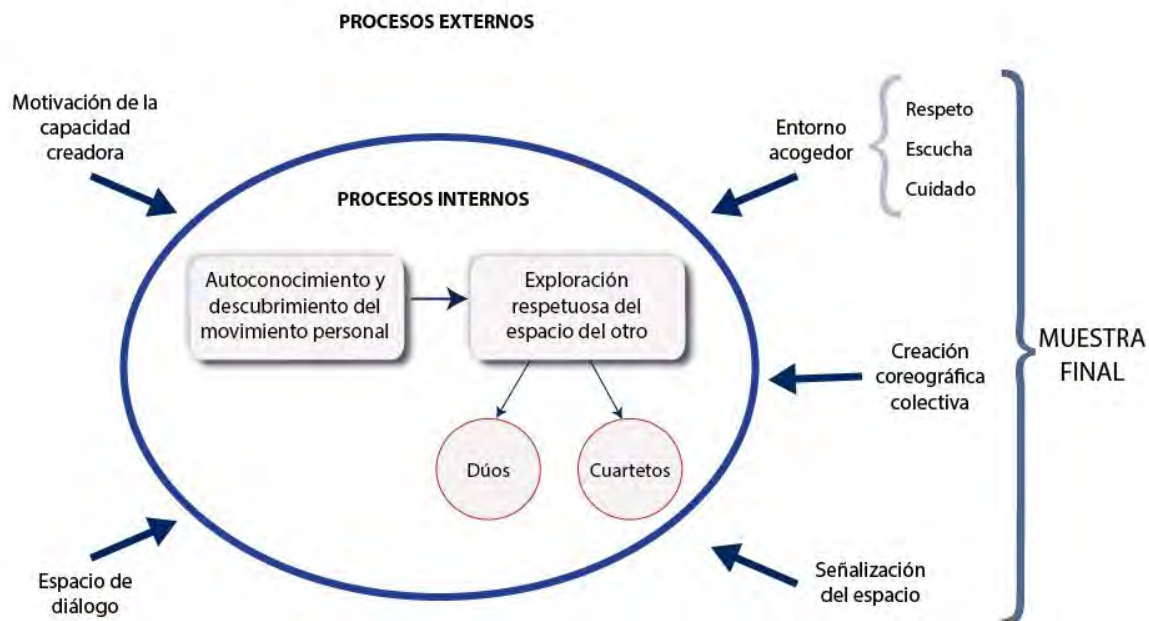 PROCESOS EXTERNOS
Motivación de la
capacidad
creadora
Entorno
acogedor
Respeto
Escucha
Cuidado
PROCESOS INTERNOS
Autoconocimiento y
descubrimiento del
movimiento personal
Exploración
respetuosa del
espacio del otro
Creación
coreográfica
colectiva
MUESTRA
FINAL
Dúos
Cuartetos
Espacio de
diálogo
Señalización
del espacio